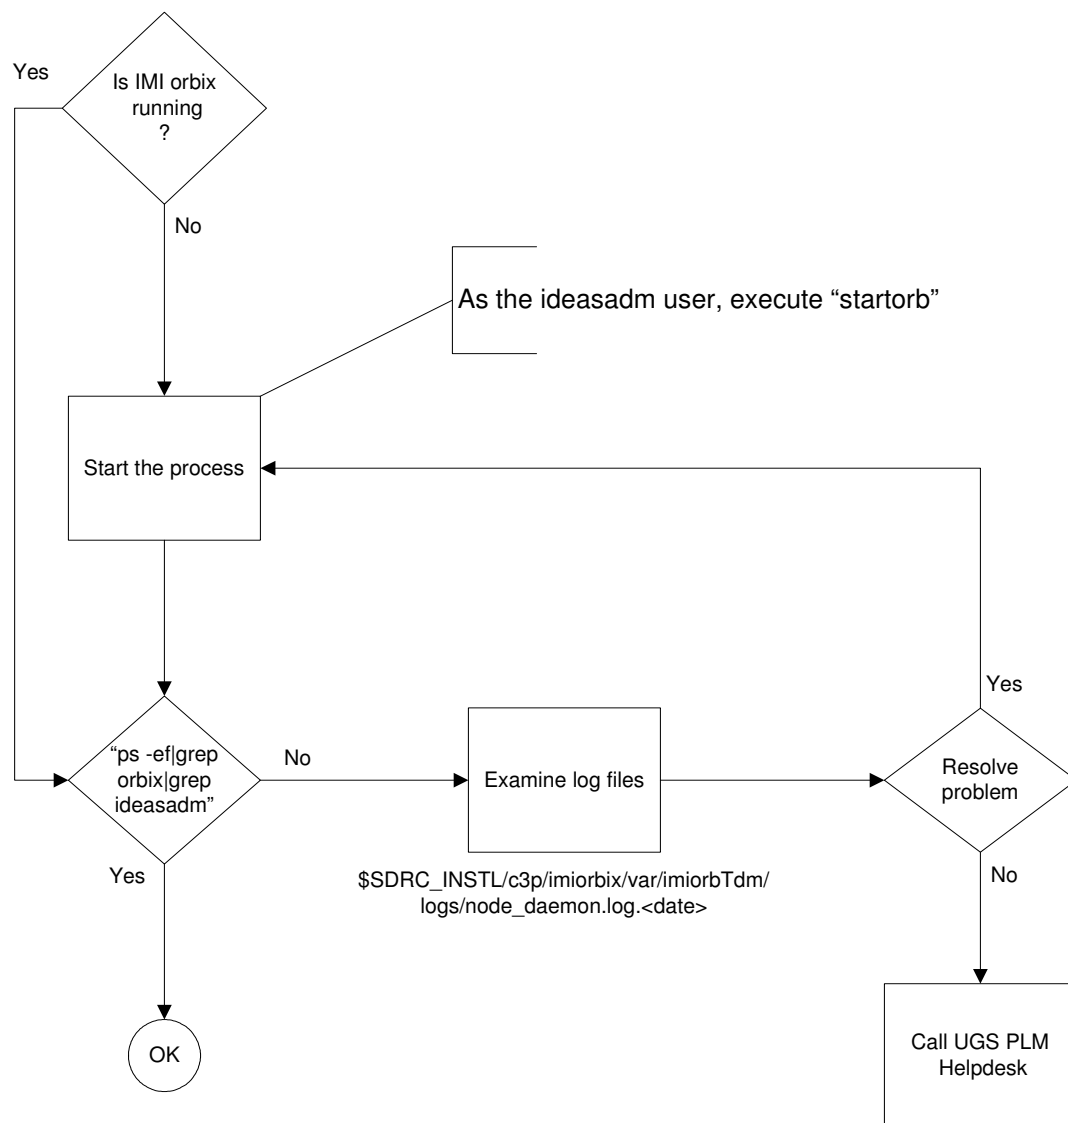 Yes
Is IMI orbix
running
?
No
As the ideasadm user, execute “startorb”
Start the process
Yes
“ps -ef|grep
orbix|grep
ideasadm”
No
Examine log files
Resolve
problem
Yes
$SDRC_INSTL/c3p/imiorbix/var/imiorbTdm/
logs/node_daemon.log.<date>
No
OK
Call UGS PLM
Helpdesk